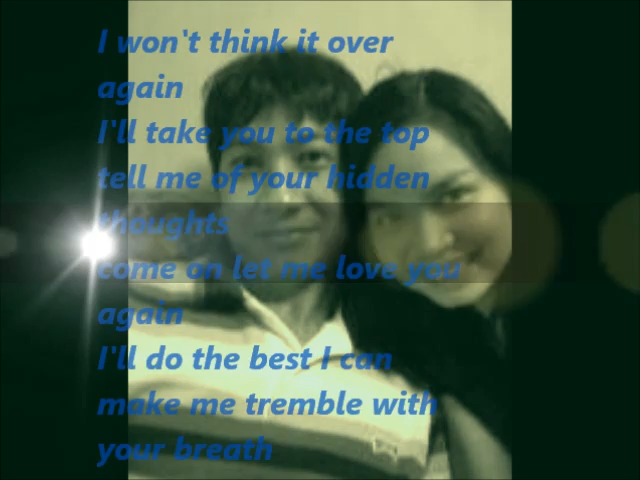 I won't think it over
again
I'll take you to the top
tell me of your hidden
thoughts
come an let me love you
again
I'll do the best I can
make me tremble with
your breath